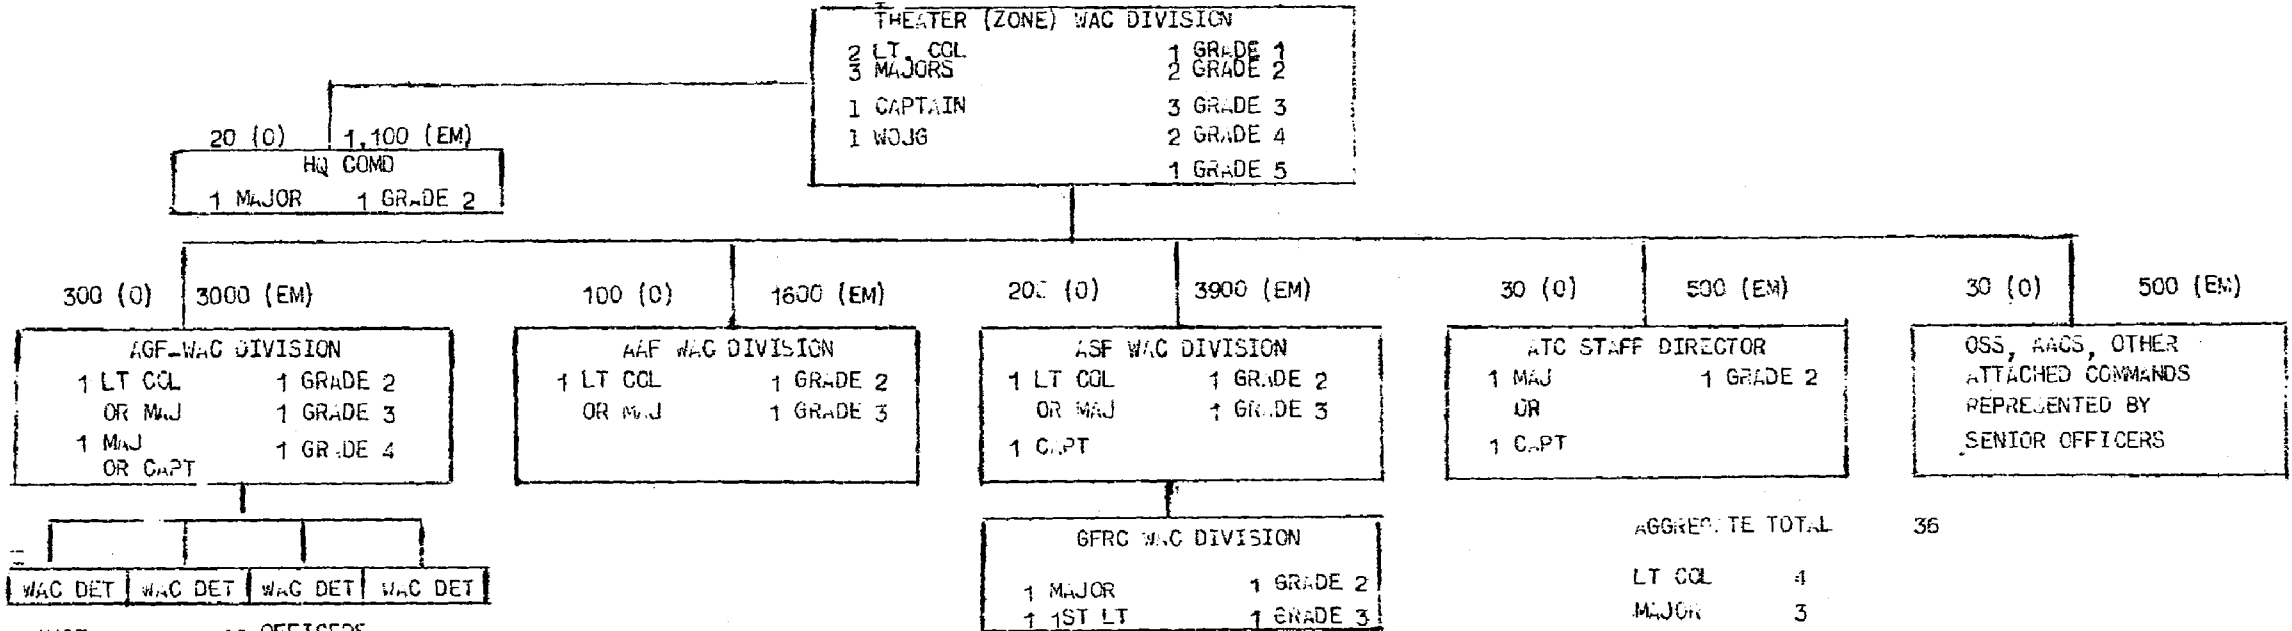 THEATER (ZONE) WAC DIVISION
2 LT. COL 1 GRADE 1
3 MAJORS 2 GRADE 2
1 CAPTAIN 3 GRADE 3
1 WOJG 2 GRADE 4
1 GRADE 5
20 (O) 1,100 (EM)
HQ COMD
1 MAJOR 1 GRADE 2
300 (O) 3000 (EM)
AGF-WAC DIVISION
1 LT COL 1 GRADE 2
OR MAJ 1 GRADE 3
1 MAJ 1 GRADE 4
OR CAPT
WAC DET WAC DET WAC DET WAC DET
OFFICERS
100 (O) 1600 (EM)
AAF WAC DIVISION
1 LT COL 1 GRADE 2
OR MAJ 1 GRADE 3
200 (O) 3900 (EM)
ASF WAC DIVISION
1 LT COL 1 GRADE 2
OR MAJ 1 GRADE 3
1 CAPT
GFRC WAC DIVISION
1 MAJOR 1 GRADE 2
1 1ST LT 1 GRADE 3
30 (O) 500 (EM)
ATC STAFF DIRECTOR
1 MAJ 1 GRADE 2
OR
1 CAPT
30 (O) 500 (EM)
OSS, AACS, OTHER
ATTACHED COMMANDS
REPRESENTED BY
SENIOR OFFICERS
AGGREGATE TOTAL 36
LT COL 4
MAJOR 3